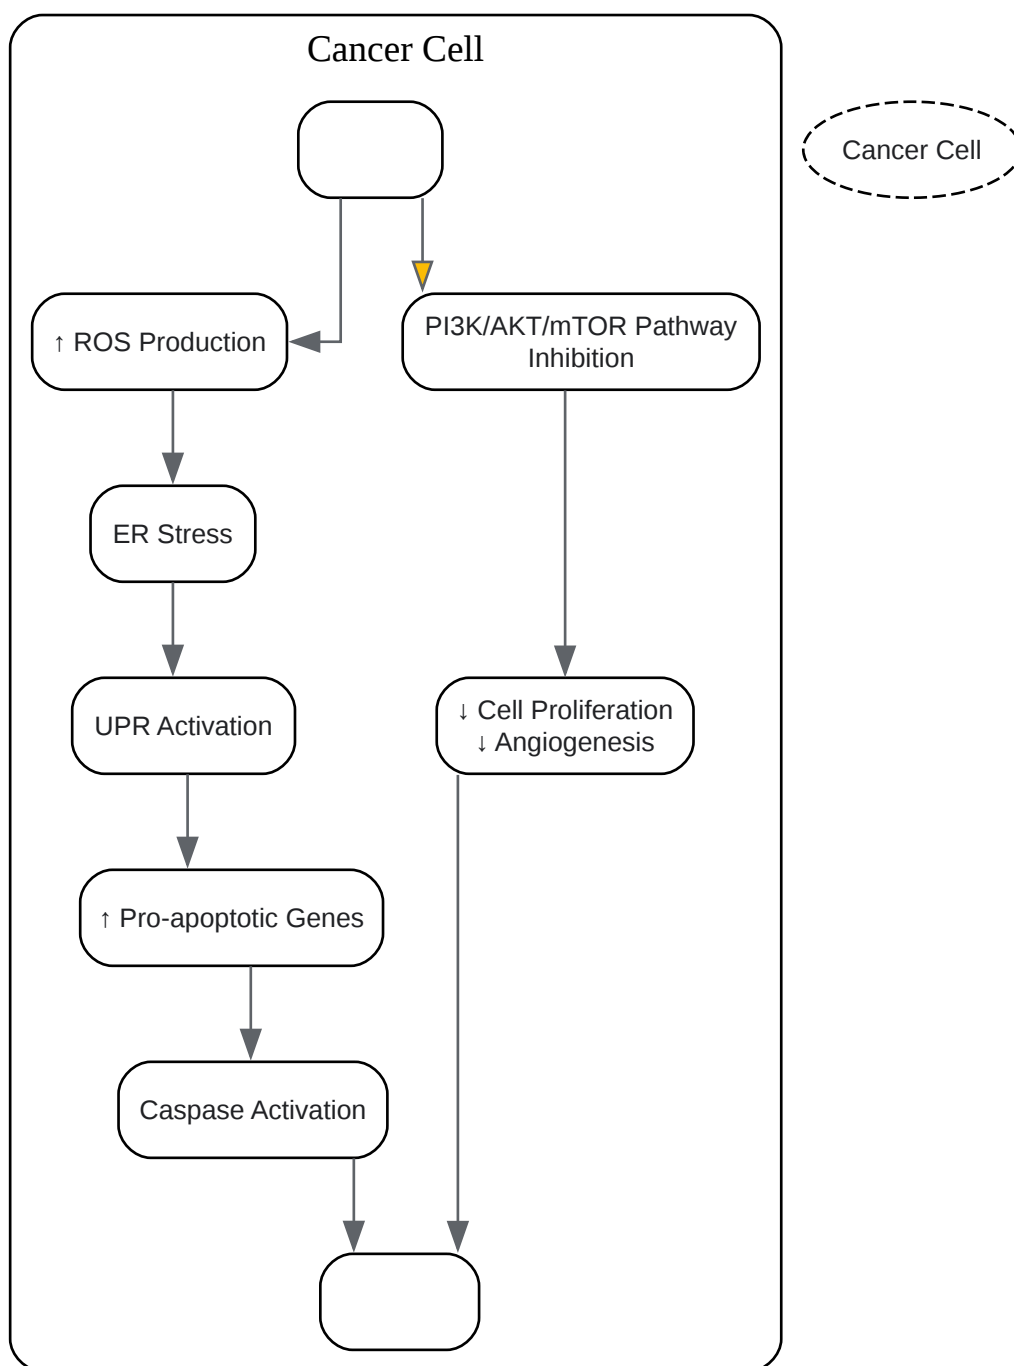 Cancer Cell
Cancer Cell
↑ ROS Production
PI3K/AKT/mTOR Pathway
Inhibition
ER Stress
UPR Activation
↓ Cell Proliferation
↓ Angiogenesis
↑ Pro-apoptotic Genes
Caspase Activation